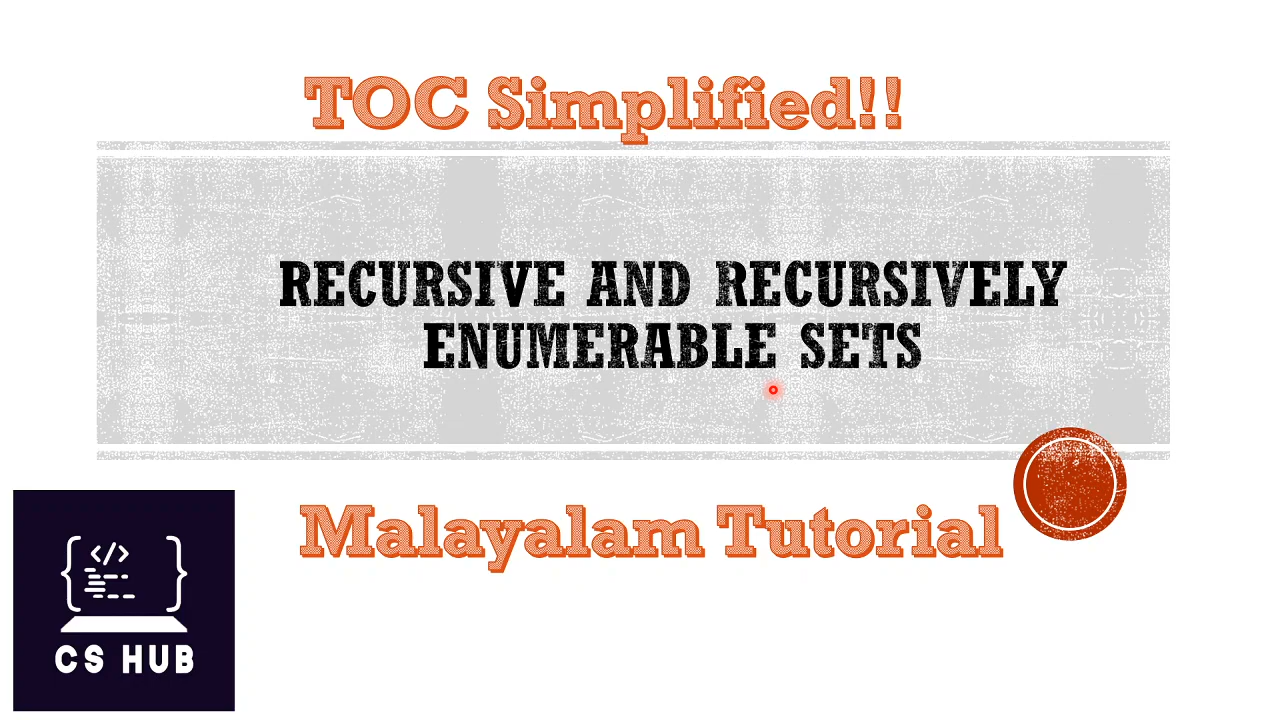 TOC Simplified!!
RECURSIVE AND RECURSIVELY
ENUMERABLE SETS
Malayalam Tutorial
{ </> }
CS HUB